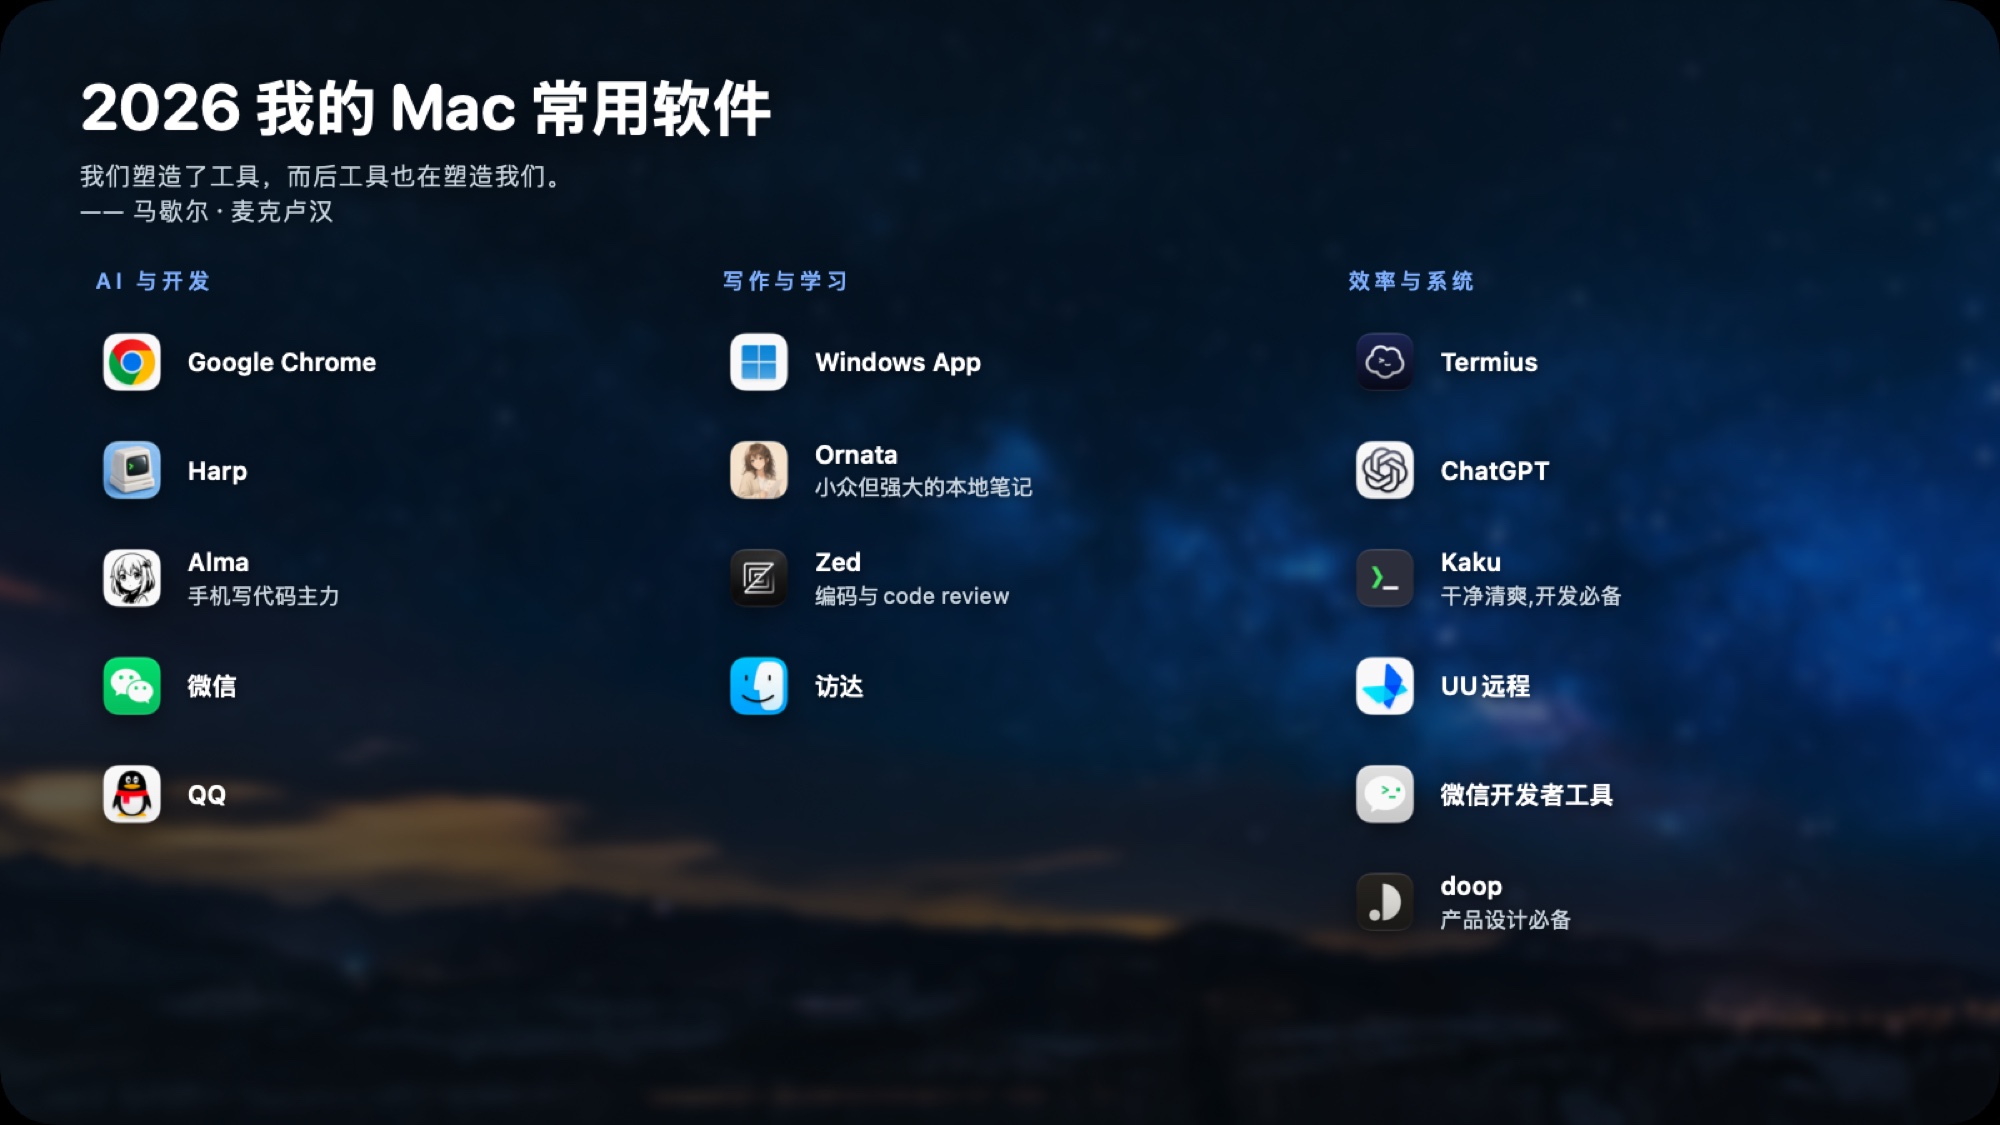 2026 我的 Mac 常用软件
我们塑造了工具，而后工具也在塑造我们。
—— 马歇尔 · 麦克卢汉
AI 与开发
Google Chrome
Harp
Alma
手机写代码主力
微信
QQ
写作与学习
Windows App
Ornata
小众但强大的本地笔记
Zed
编码与 code review
访达
效率与系统
Termius
ChatGPT
Kaku
干净清爽,开发必备
UU远程
微信开发者工具
doop
产品设计必备